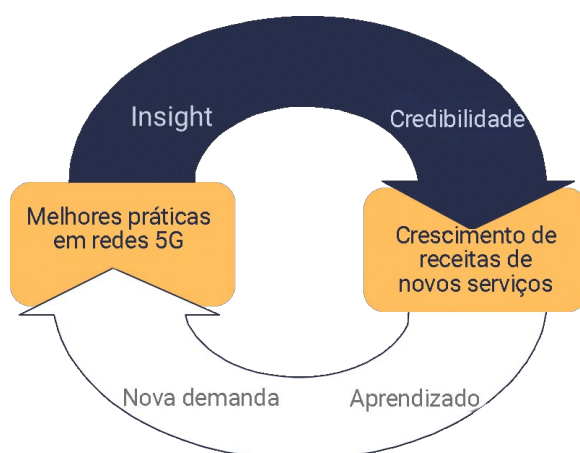 Insight
Credibilidade
Melhores práticas
em redes 5G
Crescimento de
receitas de
novos serviços
Nova demanda
Aprendizado